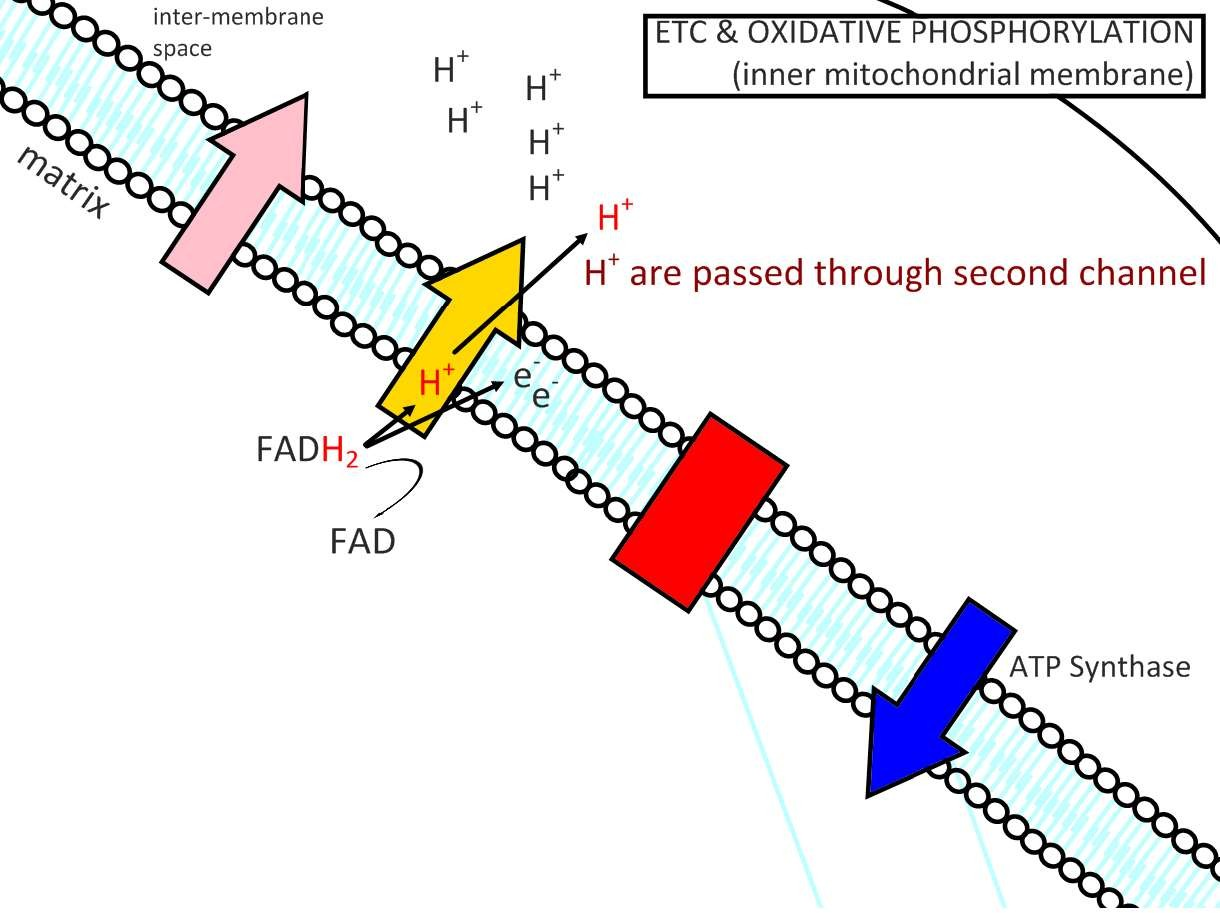 inter-membrane
space
ETC & OXIDATIVE PHOSPHORYLATION
(inner mitochondrial membrane)
H⁺
H⁺
H⁺
H⁺
H⁺
matrix
H⁺
H⁺ are passed through second channel
H⁺
e⁻
e⁻
FADH₂
FAD
ATP Synthase